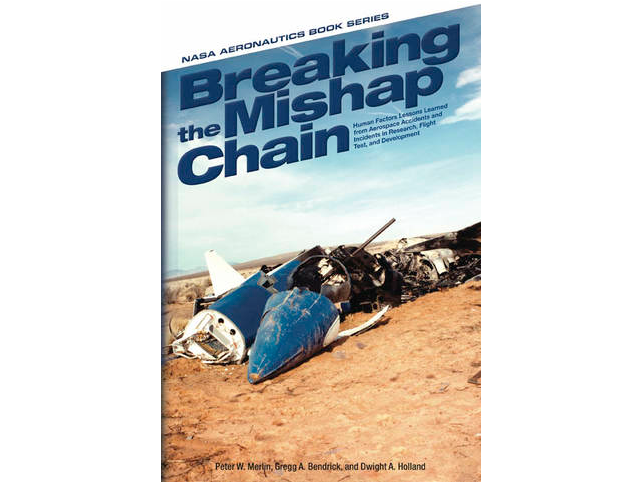 NASA AERONAUTICS BOOK SERIES
Breaking
the Mishap
Chain
Human Factors Lessons Learned
from Aerospace Accidents and
Incidents in Research, Flight
Test, and Development
Peter W. Merlin, Gregg A. Bendrick, and Dwight A. Holland